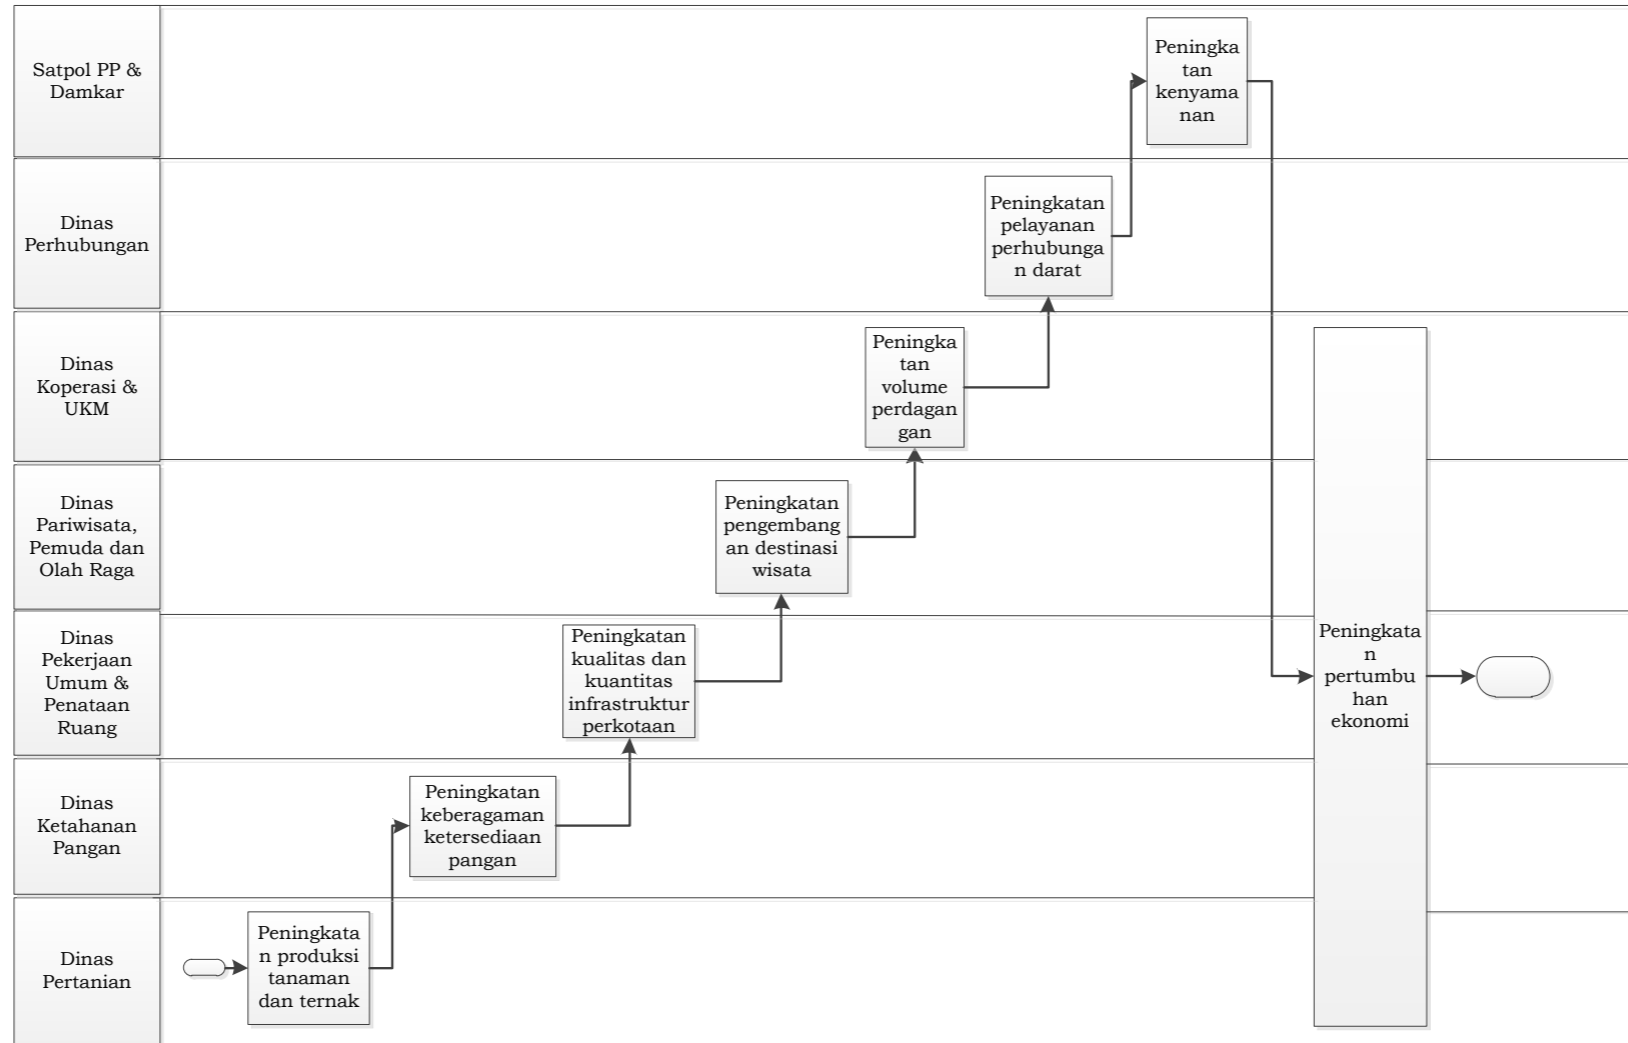 Satpol PP &
Damkar
Peningka
tan
kenyama
nan
Dinas
Perhubungan
Peningkatan
pelayanan
perhubunga
n darat
Dinas
Koperasi &
UKM
Peningka
tan
volume
perdagan
gan
Dinas
Pariwisata,
Pemuda dan
Olah Raga
Peningkatan
pengembang
an destinasi
wisata
Dinas
Pekerjaan
Umum &
Penataan
Ruang
Peningkatan
kualitas dan
kuantitas
infrastruktur
perkotaan
Peningkata
n
pertumbu
han
ekonomi
Dinas
Ketahanan
Pangan
Peningkatan
keberagaman
ketersediaan
pangan
Dinas
Pertanian
Peningkata
n produksi
tanaman
dan ternak